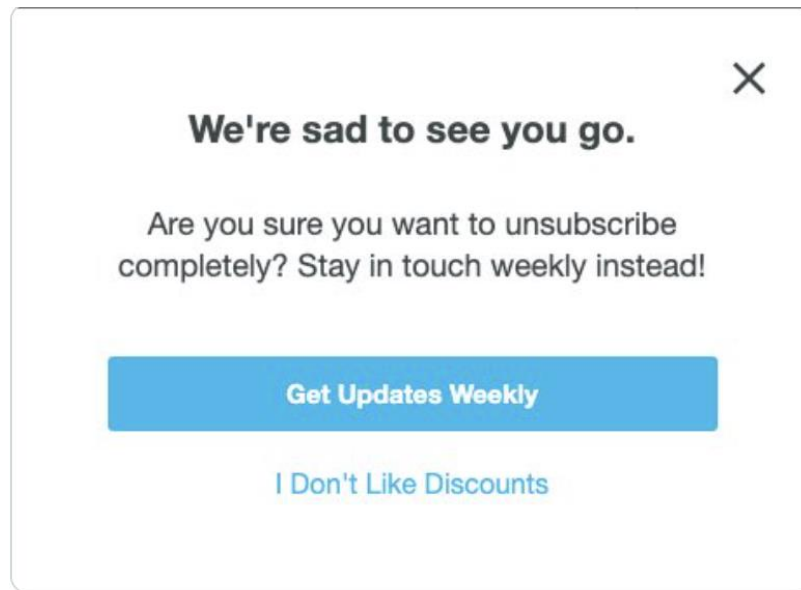 We're sad to see you go.
Are you sure you want to unsubscribe
completely? Stay in touch weekly instead!
Get Updates Weekly
I Don't Like Discounts